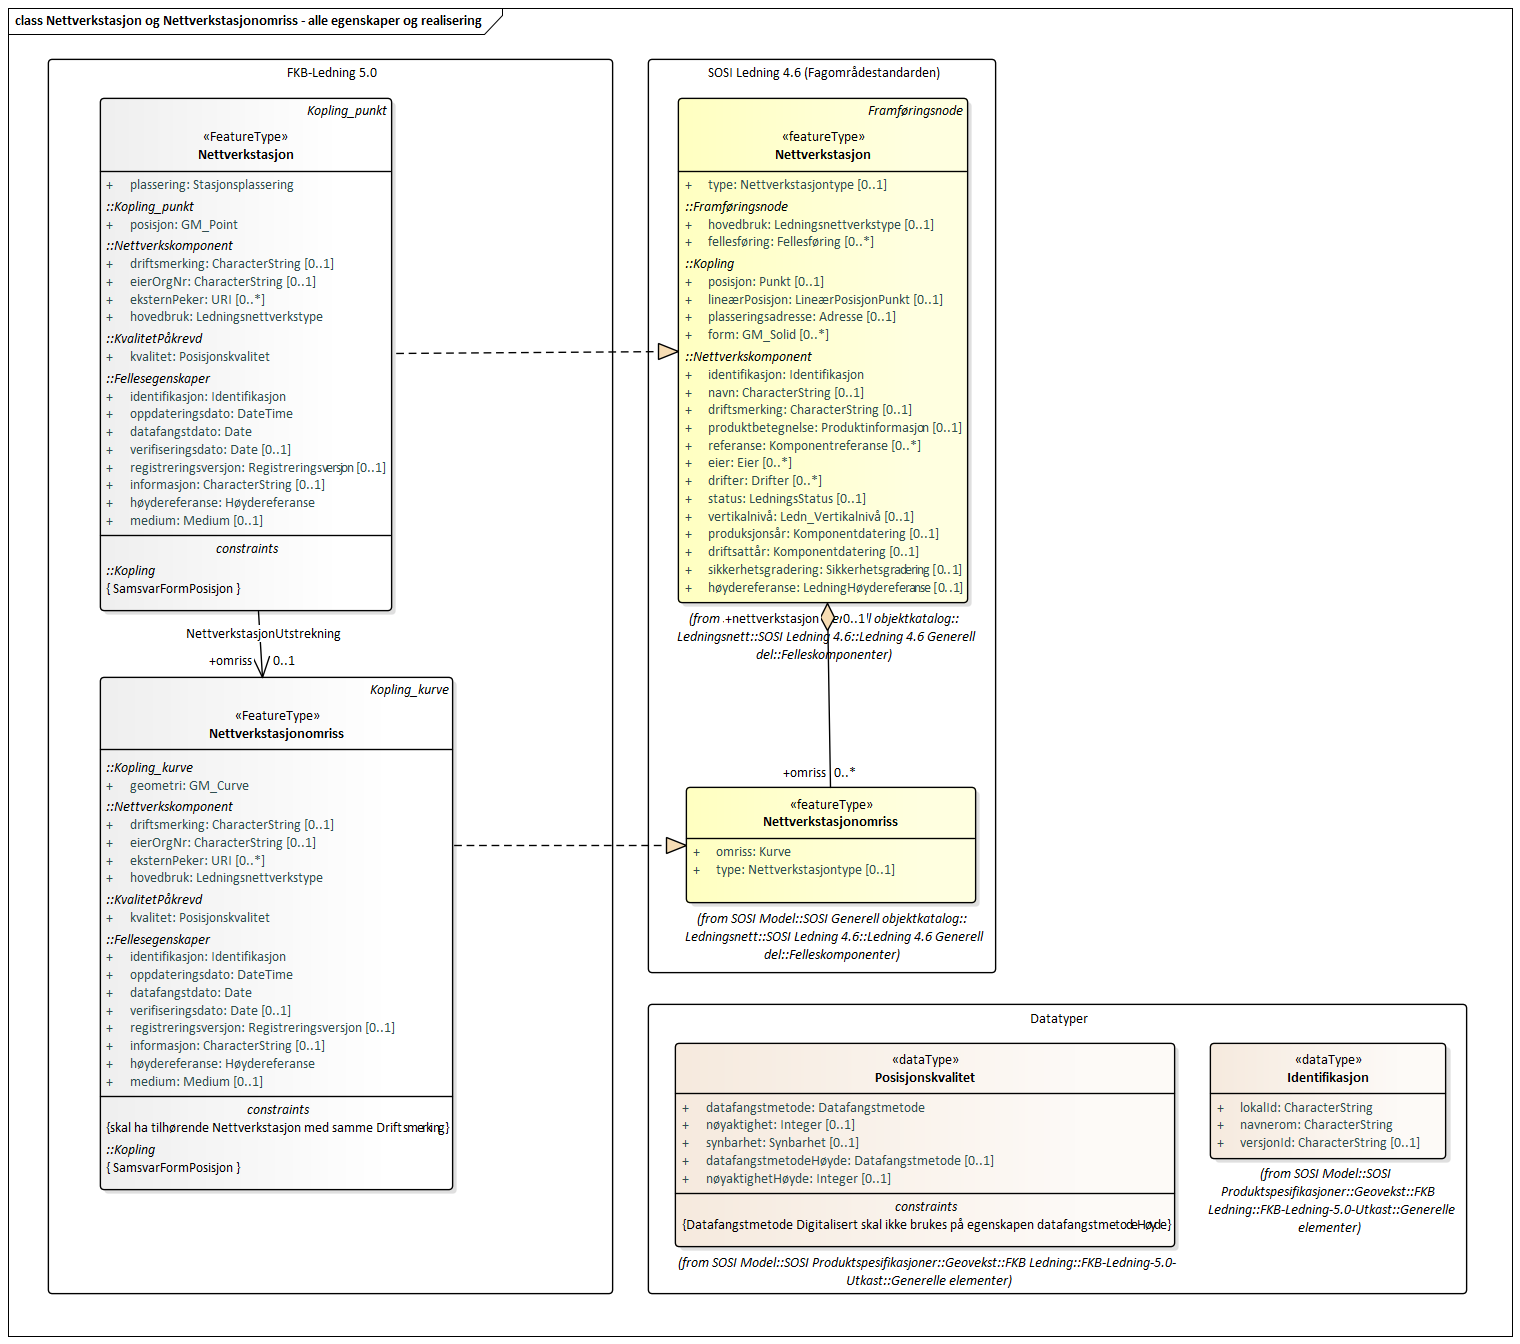 class Nettverkstasjon og Nettverkstasjonomriss - alle egenskaper og realisering
FKB-Ledning 5.0
Kopling_punkt
«FeatureType»
Nettverkstasjon
+ plassering: Stasjonsplassering
::Kopling_punkt
+ posisjon: GM_Point
::Nettverkskomponent
+ driftsmerking: CharacterString [0..1]
+ eierOrgNr: CharacterString [0..1]
+ eksternPeker: URI [0..*]
+ hovedbruk: Ledningsnettverkstype
::KvalitetPåkrevd
+ kvalitet: Posisjonskvalitet
::Fellesegenskaper
+ identifikasjon: Identifikasjon
+ oppdateringsdato: DateTime
+ datafangstdato: Date
+ verifiseringsdato: Date [0..1]
+ registreringsversjon: Registreringsversjon [0..1]
+ informasjon: CharacterString [0..1]
+ høydereferanse: Høydereferanse
+ medium: Medium [0..1]
constraints
::Kopling
{ SamsvarFormPosisjon }
NettverkstasjonUtstrekning
+omriss 0..1
Kopling_kurve
«FeatureType»
Nettverkstasjonomriss
::Kopling_kurve
+ geometri: GM_Curve
::Nettverkskomponent
+ driftsmerking: CharacterString [0..1]
+ eierOrgNr: CharacterString [0..1]
+ eksternPeker: URI [0..*]
+ hovedbruk: Ledningsnettverkstype
::KvalitetPåkrevd
+ kvalitet: Posisjonskvalitet
::Fellesegenskaper
+ identifikasjon: Identifikasjon
+ oppdateringsdato: DateTime
+ datafangstdato: Date
+ verifiseringsdato: Date [0..1]
+ registreringsversjon: Registreringsversjon [0..1]
+ informasjon: CharacterString [0..1]
+ høydereferanse: Høydereferanse
+ medium: Medium [0..1]
constraints
{skal ha tilhørende Nettverkstasjon med samme Driftsmerking}
::Kopling
{ SamsvarFormPosisjon }
SOSI Ledning 4.6 (Fagområdestandarden)
Framføringsnode
«featureType»
Nettverkstasjon
+ type: Nettverkstasjontype [0..1]
::Framføringsnode
+ hovedbruk: Ledningsnettverkstype [0..1]
+ fellesføring: Fellesføring [0..*]
::Kopling
+ posisjon: Punkt [0..1]
+ lineærPosisjon: LineærPosisjonPunkt [0..1]
+ plasseringsadresse: Adresse [0..1]
+ form: GM_Solid [0..*]
::Nettverkskomponent
+ identifikasjon: Identifikasjon
+ navn: CharacterString [0..1]
+ driftsmerking: CharacterString [0..1]
+ produktbetegnelse: Produktinformasjon [0..1]
+ referanse: Komponentreferanse [0..*]
+ eier: Eier [0..*]
+ drifter: Drifter [0..*]
+ status: LedningsStatus [0..1]
+ vertikalnivå: Ledn_Vertikalnivå [0..1]
+ produksjonsår: Komponentdatering [0..1]
+ driftsattår: Komponentdatering [0..1]
+ sikkerhetsgradering: Sikkerhetsgradering [0..1]
+ høydereferanse: LedningHøydereferanse [0..1]
(from +nettverkstasjon 0..1 objektkatalog::
Ledningsnett::SOSI Ledning 4.6::Ledning 4.6 Generell
del::Felleskomponenter)
+omriss 0..*
«featureType»
Nettverkstasjonomriss
+ omriss: Kurve
+ type: Nettverkstasjontype [0..1]
(from SOSI Model::SOSI Generell objektkatalog::
Ledningsnett::SOSI Ledning 4.6::Ledning 4.6 Generell
del::Felleskomponenter)
Datatyper
«dataType»
Posisjonskvalitet
+ datafangstmetode: Datafangstmetode
+ nøyaktighet: Integer [0..1]
+ synbarhet: Synbarhet [0..1]
+ datafangstmetodeHøyde: Datafangstmetode [0..1]
+ nøyaktighetHøyde: Integer [0..1]
constraints
{Datafangstmetode Digitalisert skal ikke brukes på egenskapen datafangstmetodeHøyde}
(from SOSI Model::SOSI Produktspesifikasjoner::Geovekst::FKB Ledning::FKB-Ledning-5.0-
Utkast::Generelle elementer)
«dataType»
Identifikasjon
+ lokalId: CharacterString
+ navnerom: CharacterString
+ versjonId: CharacterString [0..1]
(from SOSI Model::SOSI
Produktspesifikasjoner::Geovekst::FKB
Ledning::FKB-Ledning-5.0-Utkast::Generelle
elementer)